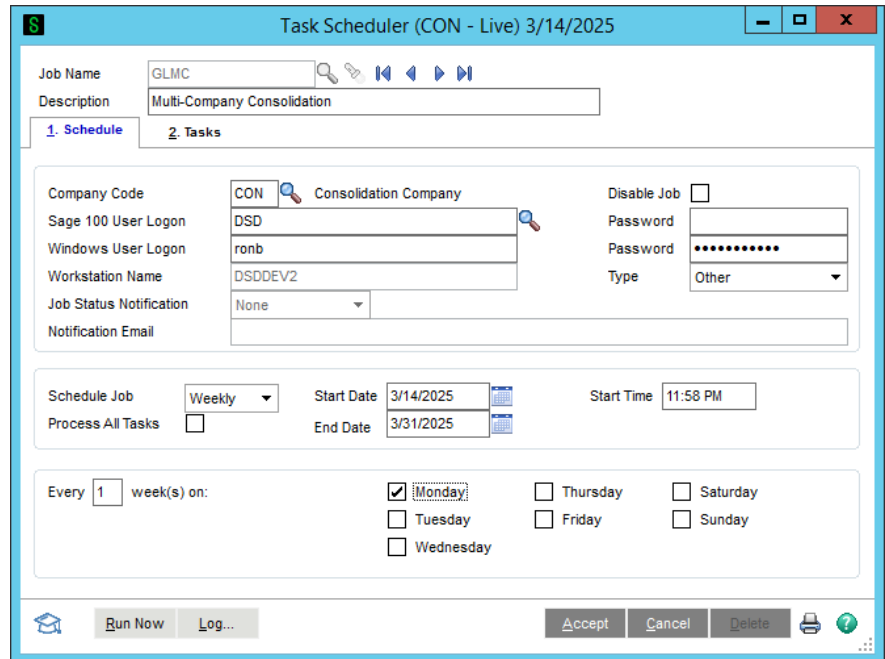 S Task Scheduler (CON - Live) 3/14/2025 x
Job Name GLMC
Description Multi-Company Consolidation
1. Schedule 2. Tasks
Company Code CON Consolidation Company Disable Job
Sage 100 User Logon DSD Password
Windows User Logon ronb Password •••••••••••
Workstation Name DSDDEV2 Type Other
Job Status Notification None
Notification Email
Schedule Job Weekly Start Date 3/14/2025 Start Time 11:58 PM
Process All Tasks End Date 3/31/2025
Every 1 week(s) on: Monday Thursday Saturday
Tuesday Friday Sunday
Wednesday
Run Now Log... Accept Cancel Delete ?